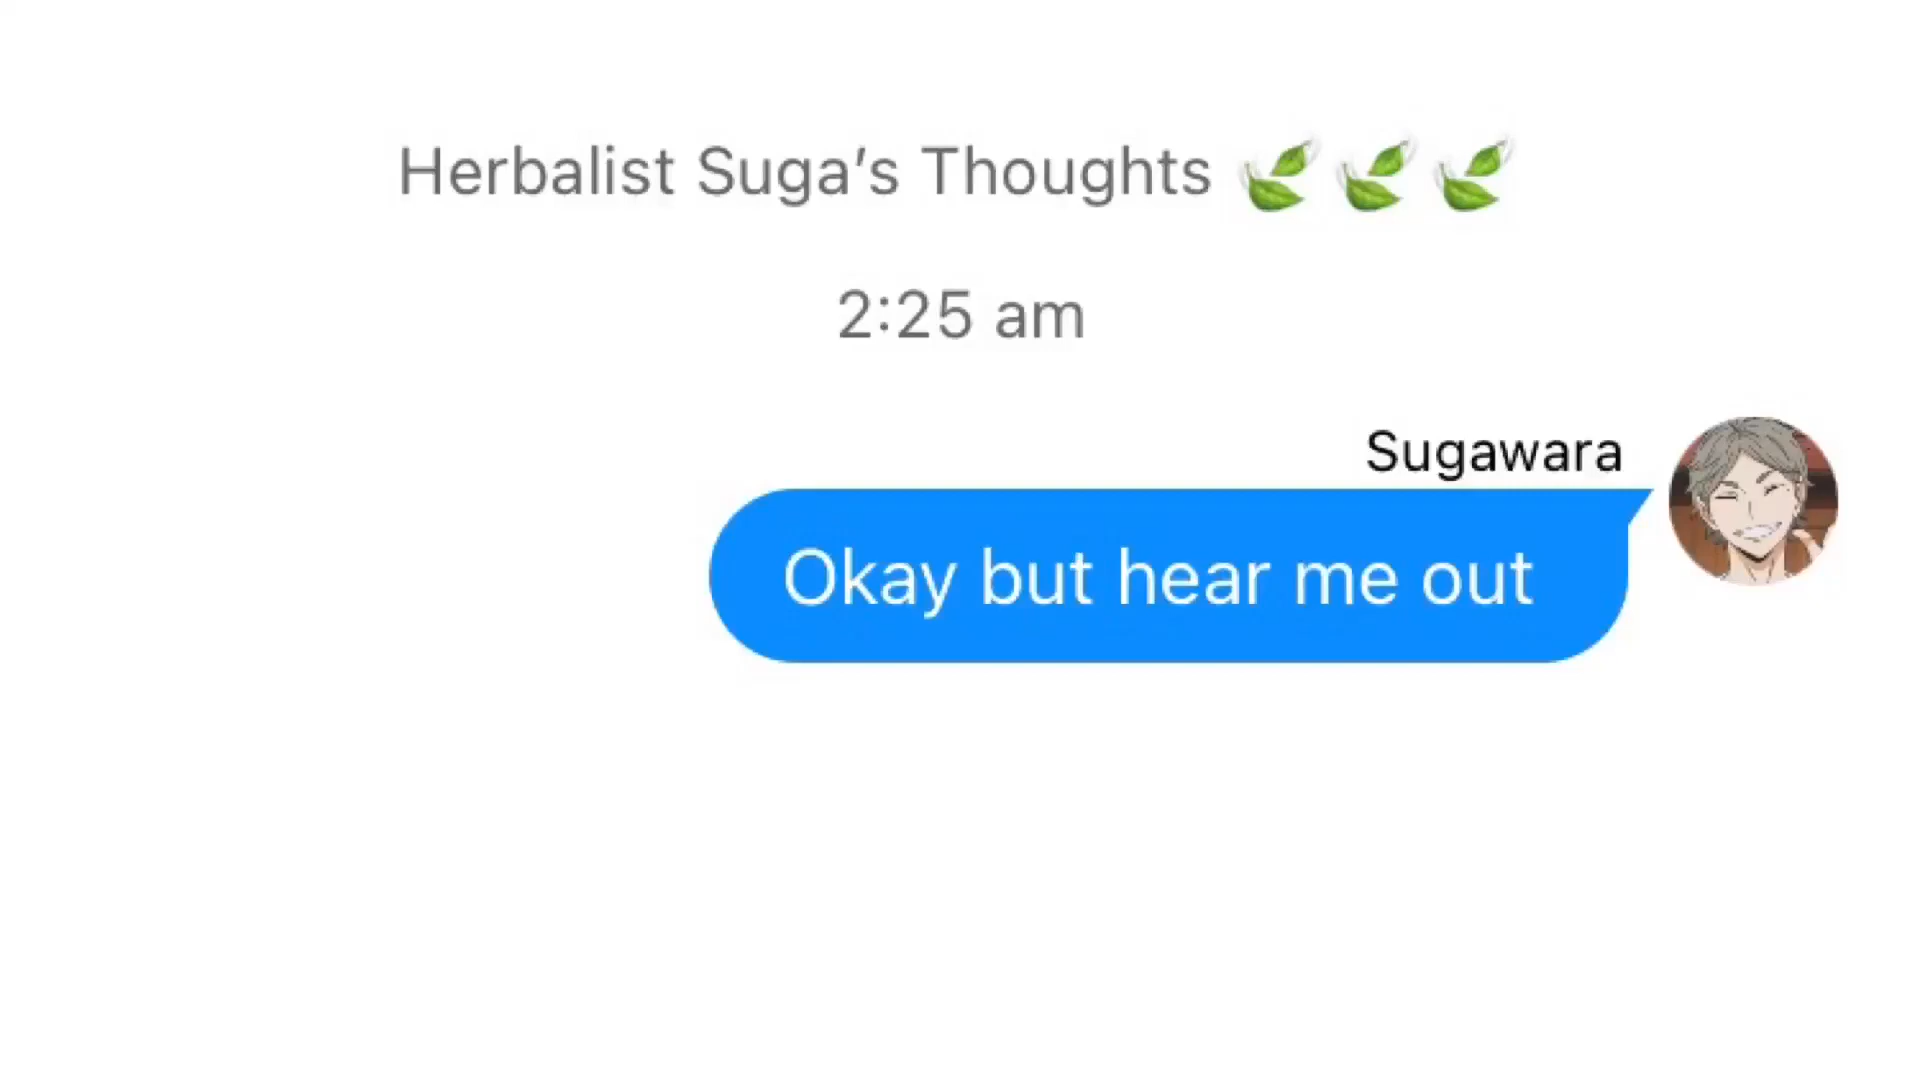 Herbalist Suga’s Thoughts 🍃🍃🍃
2:25 am
Sugawara
Okay but hear me out